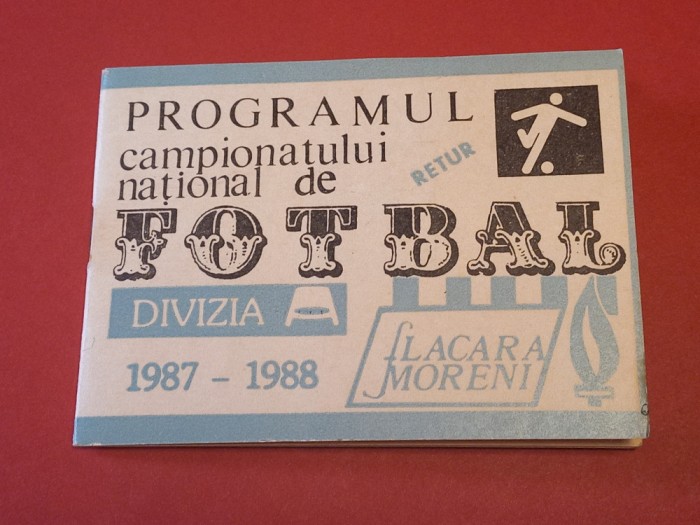 PROGRAMUL
campionatului
național de
RETUR
FOTBAL
DIVIZIA A
1987 - 1988
FLACARA
MORENI